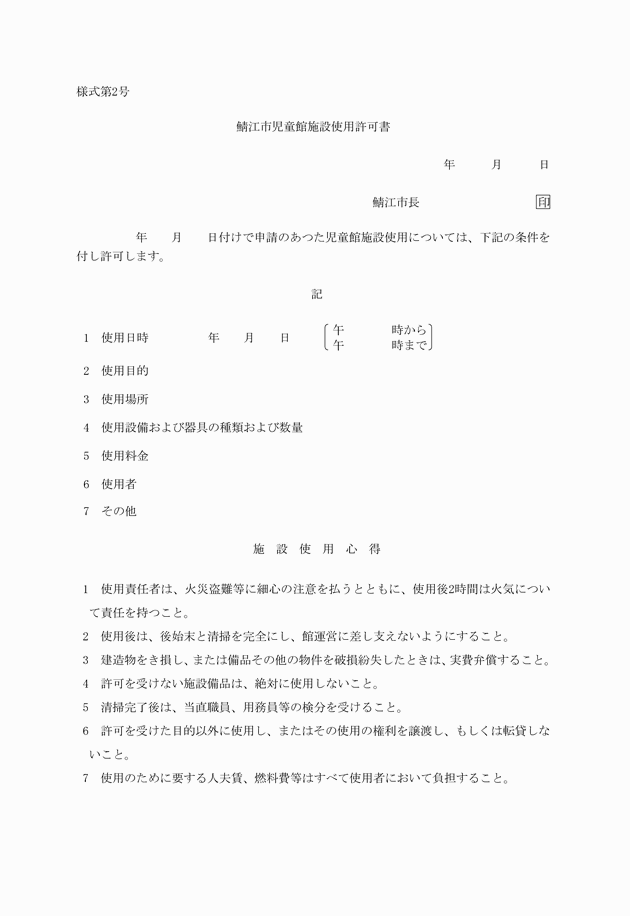 様式第2号
鯖江市児童館施設使用許可書
年　　　月　　　日
鯖江市長　　　　　　　　　　印
年　　月　　日付けで申請のあつた児童館施設使用については、下記の条件を
付し許可します。
記
1　使用日時　　　　　年　　月　　日　　　午　　　　時から
午　　　　時まで
2　使用目的
3　使用場所
4　使用設備および器具の種類および数量
5　使用料金
6　使用者
7　その他
施　設　使　用　心　得
1　使用責任者は、火災盗難等に細心の注意を払うとともに、使用後2時間は火気につい
て責任を持つこと。
2　使用後は、後始末と清掃を完全にし、館運営に差し支えないようにすること。
3　建造物をき損し、または備品その他の物件を破損紛失したときは、実費弁償すること。
4　許可を受けない施設備品は、絶対に使用しないこと。
5　清掃完了後は、当直職員、用務員等の検分を受けること。
6　許可を受けた目的以外に使用し、またはその使用の権利を譲渡し、もしくは転貸しな
いこと。
7　使用のために要する人夫賃、燃料費等はすべて使用者において負担すること。